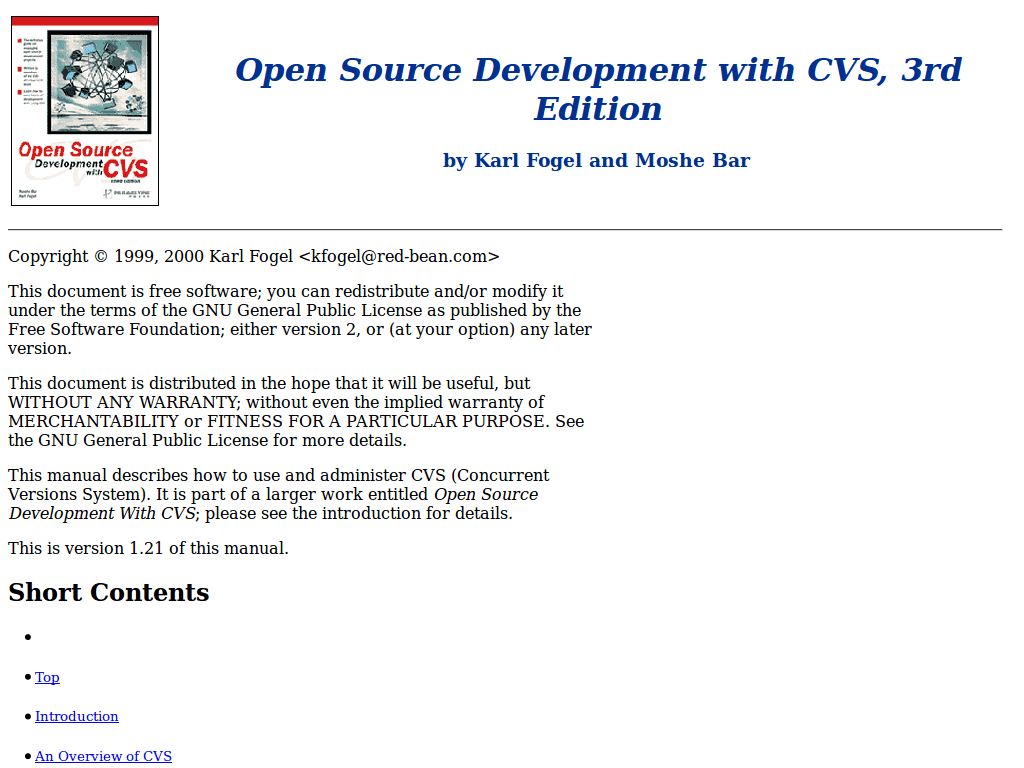 Open Source
Development
with CVS
Open Source Development with CVS, 3rd
Edition
by Karl Fogel and Moshe Bar
Copyright © 1999, 2000 Karl Fogel <kfogel@red-bean.com>
This document is free software; you can redistribute and/or modify it
under the terms of the GNU General Public License as published by the
Free Software Foundation; either version 2, or (at your option) any later
version.
This document is distributed in the hope that it will be useful, but
WITHOUT ANY WARRANTY; without even the implied warranty of
MERCHANTABILITY or FITNESS FOR A PARTICULAR PURPOSE. See
the GNU General Public License for more details.
This manual describes how to use and administer CVS (Concurrent
Versions System). It is part of a larger work entitled Open Source
Development With CVS; please see the introduction for details.
This is version 1.21 of this manual.
Short Contents
Top
Introduction
An Overview of CVS